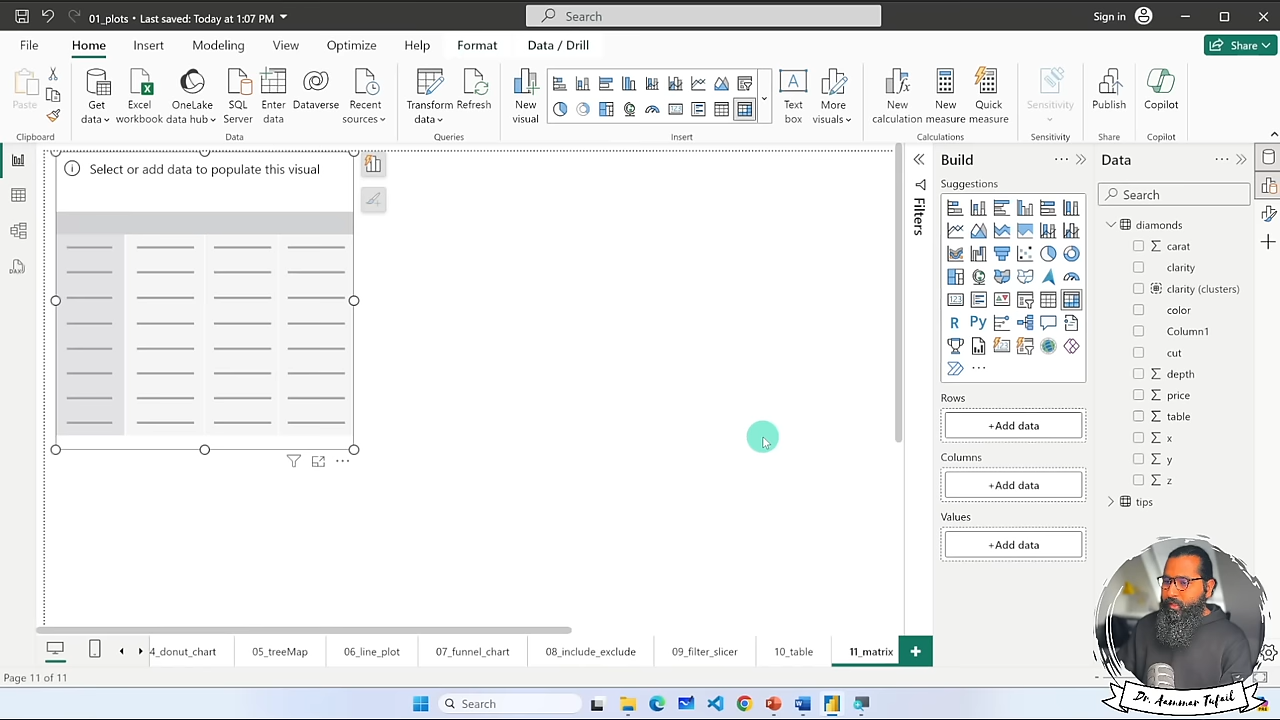 01_plots • Last saved: Today at 1:07 PM
Search
Sign in
File
Home
Insert
Modeling
View
Optimize
Help
Format
Data / Drill
Share
Paste
Get data
Excel workbook
OneLake data hub
SQL Server
Enter data
Dataverse
Recent sources
Transform data
Refresh
New visual
Text box
More visuals
New calculation
New measure
Quick measure
Sensitivity
Publish
Copilot
Clipboard
Data
Queries
Insert
Calculations
Sensitivity
Share
Copilot
Select or add data to populate this visual
Filters
Build
Suggestions
R
Py
123
Rows
+Add data
Columns
+Add data
Values
+Add data
Data
Search
diamonds
carat
clarity
clarity (clusters)
color
Column1
cut
depth
price
table
x
y
z
tips
4_donut_chart
05_treeMap
06_line_plot
07_funnel_chart
08_include_exclude
09_filter_slicer
10_table
11_matrix
Page 11 of 11
Search
Dr. Aammar Tufail